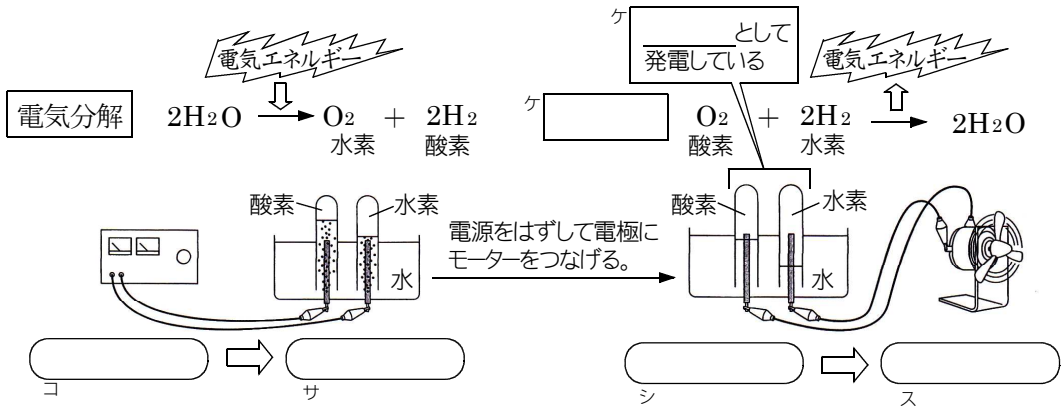 電気エネルギー
電気分解 2H₂O → O₂ + 2H₂
水素 酸素
酸素 水素
水
コ サ
電源をはずして電極に
モーターをつなげる。
ケ
として
発電している
電気エネルギー
ケ O₂ + 2H₂ → 2H₂O
酸素 水素
酸素 水素
水
シ ス